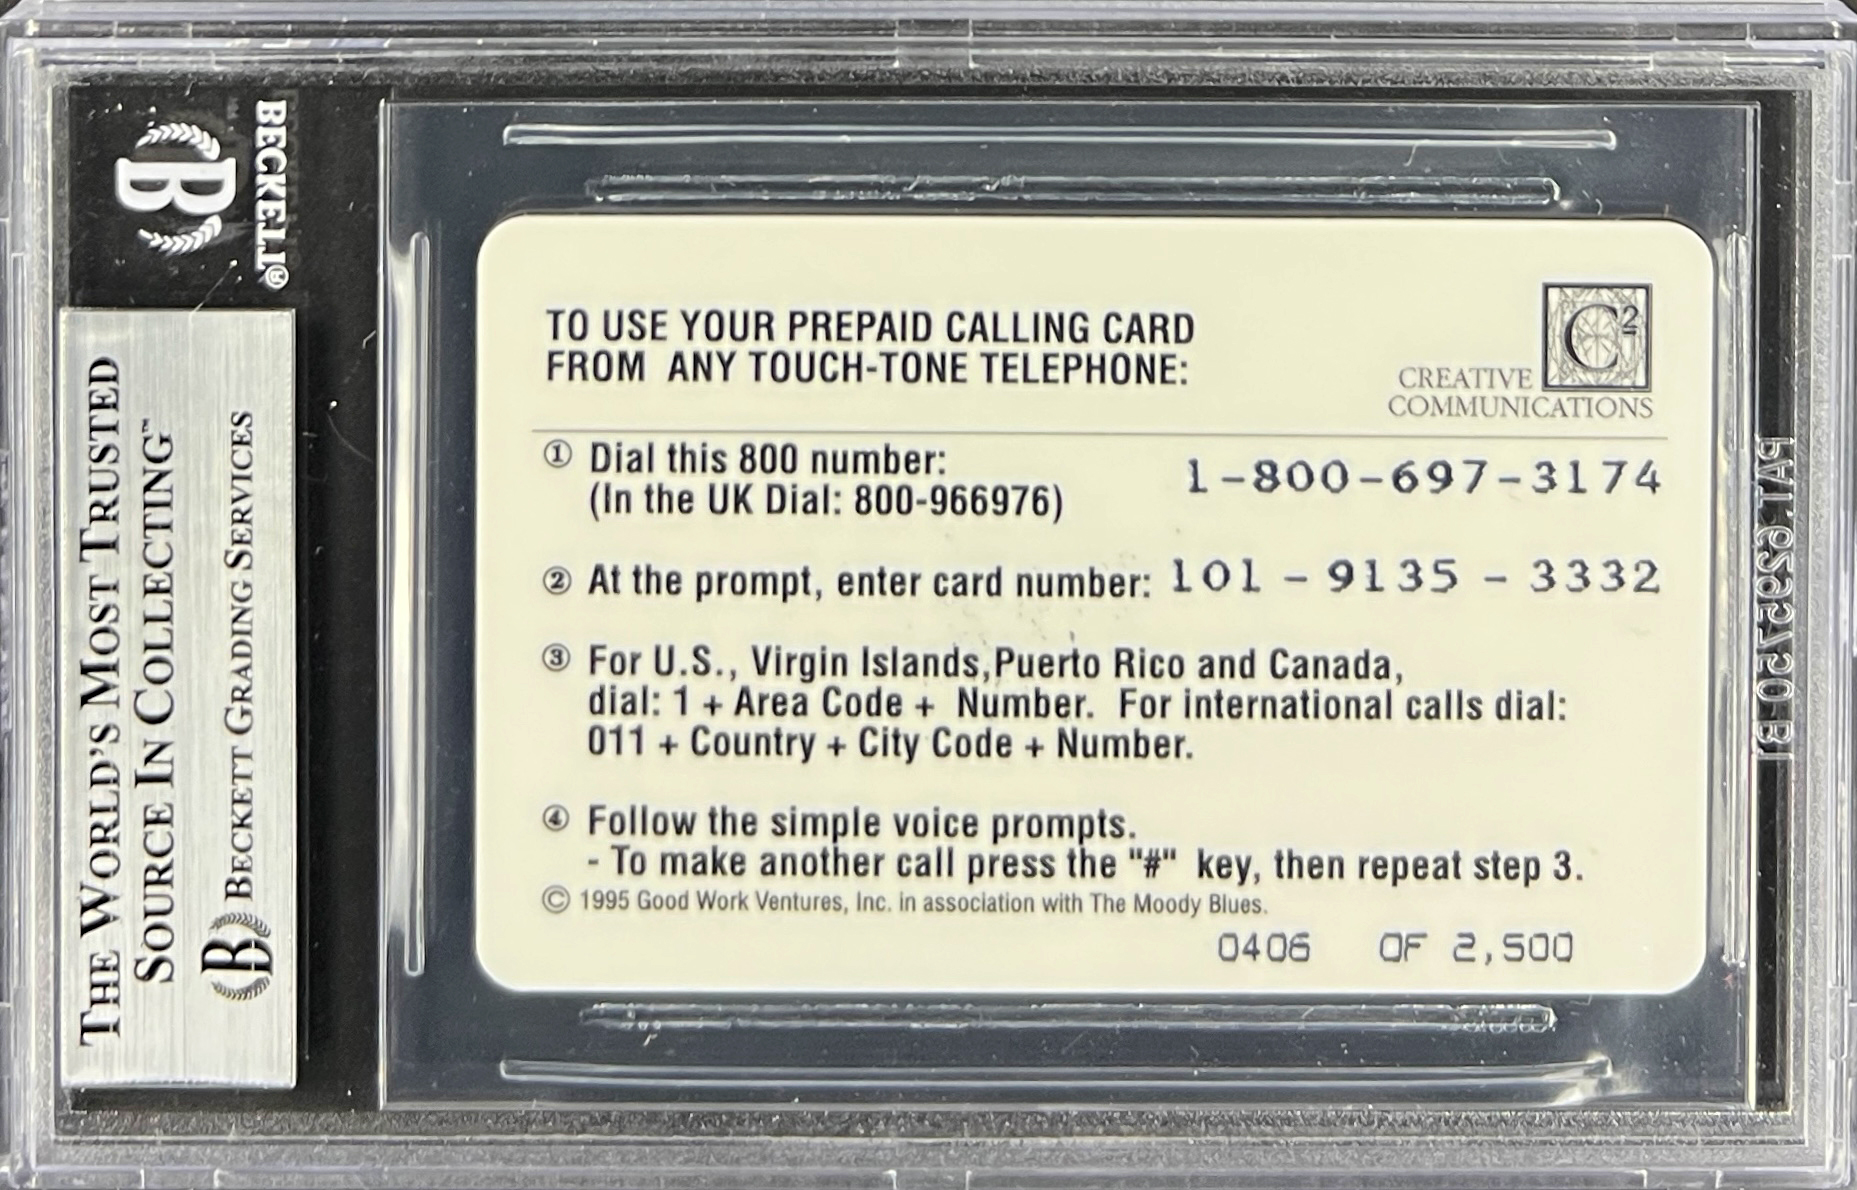 BECKETT®
B
THE WORLD'S MOST TRUSTED
SOURCE IN COLLECTING™
B BECKETT GRADING SERVICES
TO USE YOUR PREPAID CALLING CARD
FROM ANY TOUCH-TONE TELEPHONE:
C²
CREATIVE
COMMUNICATIONS
① Dial this 800 number: 1-800-697-3174
(In the UK Dial: 800-966976)
② At the prompt, enter card number: 101 - 9135 - 3332
③ For U.S., Virgin Islands,Puerto Rico and Canada,
dial: 1 + Area Code + Number. For international calls dial:
011 + Country + City Code + Number.
④ Follow the simple voice prompts.
- To make another call press the "#" key, then repeat step 3.
© 1995 Good Work Ventures, Inc. in association with The Moody Blues.
0406 OF 2,500